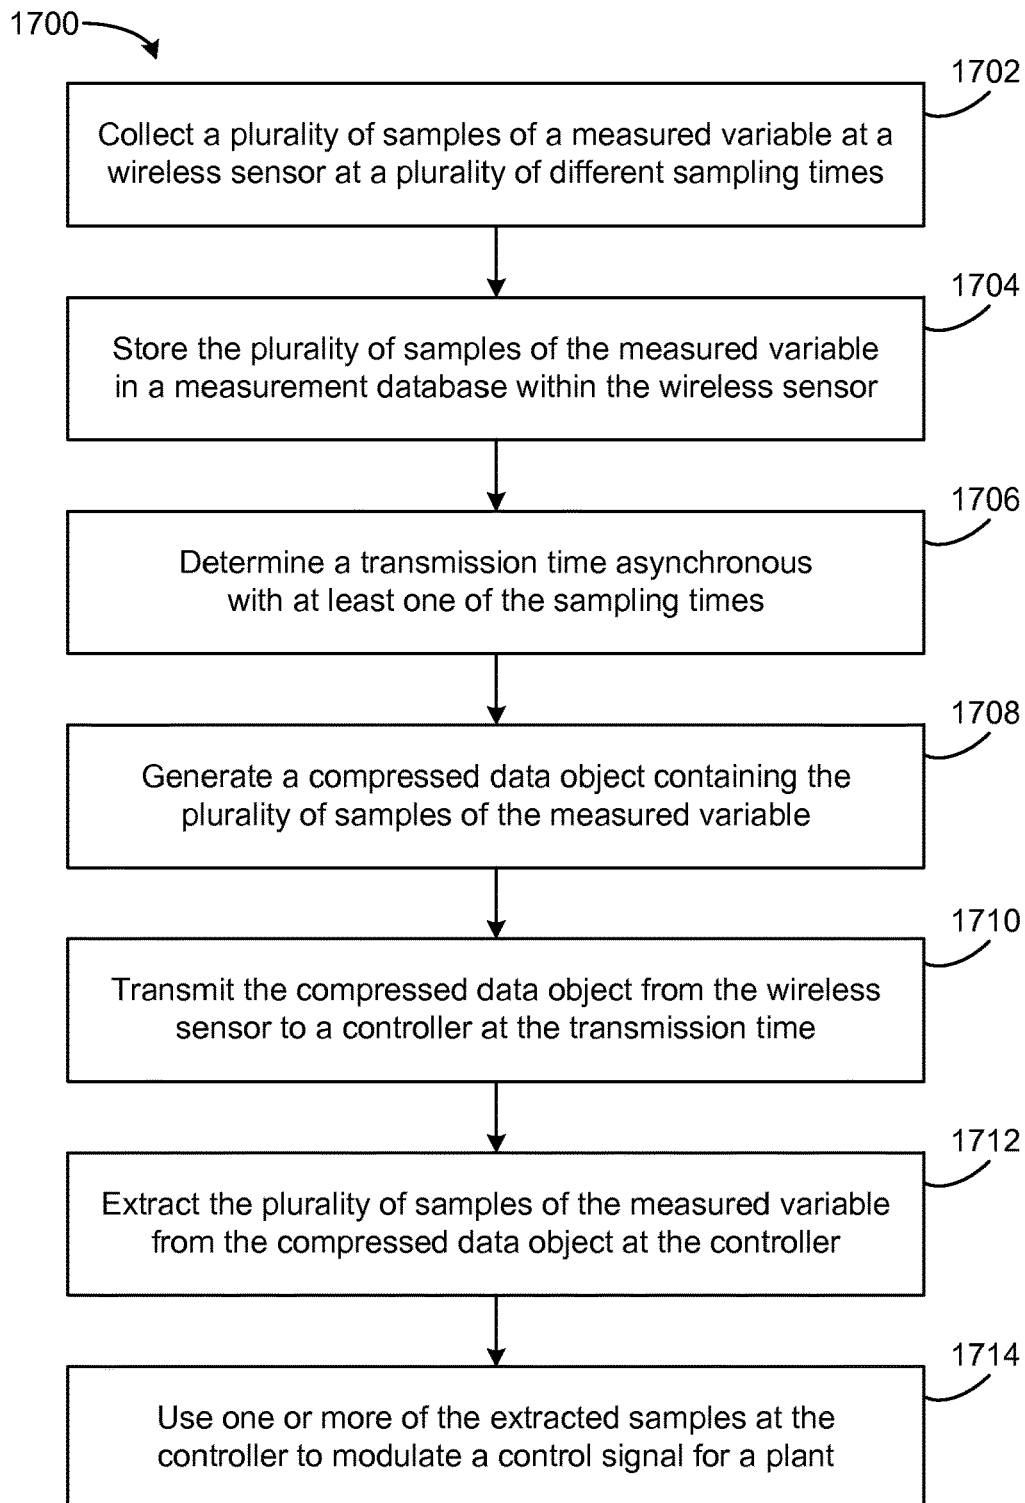 1700
1702
Collect a plurality of samples of a measured variable at a
wireless sensor at a plurality of different sampling times
1704
Store the plurality of samples of the measured variable
in a measurement database within the wireless sensor
1706
Determine a transmission time asynchronous
with at least one of the sampling times
1708
Generate a compressed data object containing the
plurality of samples of the measured variable
1710
Transmit the compressed data object from the wireless
sensor to a controller at the transmission time
1712
Extract the plurality of samples of the measured variable
from the compressed data object at the controller
1714
Use one or more of the extracted samples at the
controller to modulate a control signal for a plant